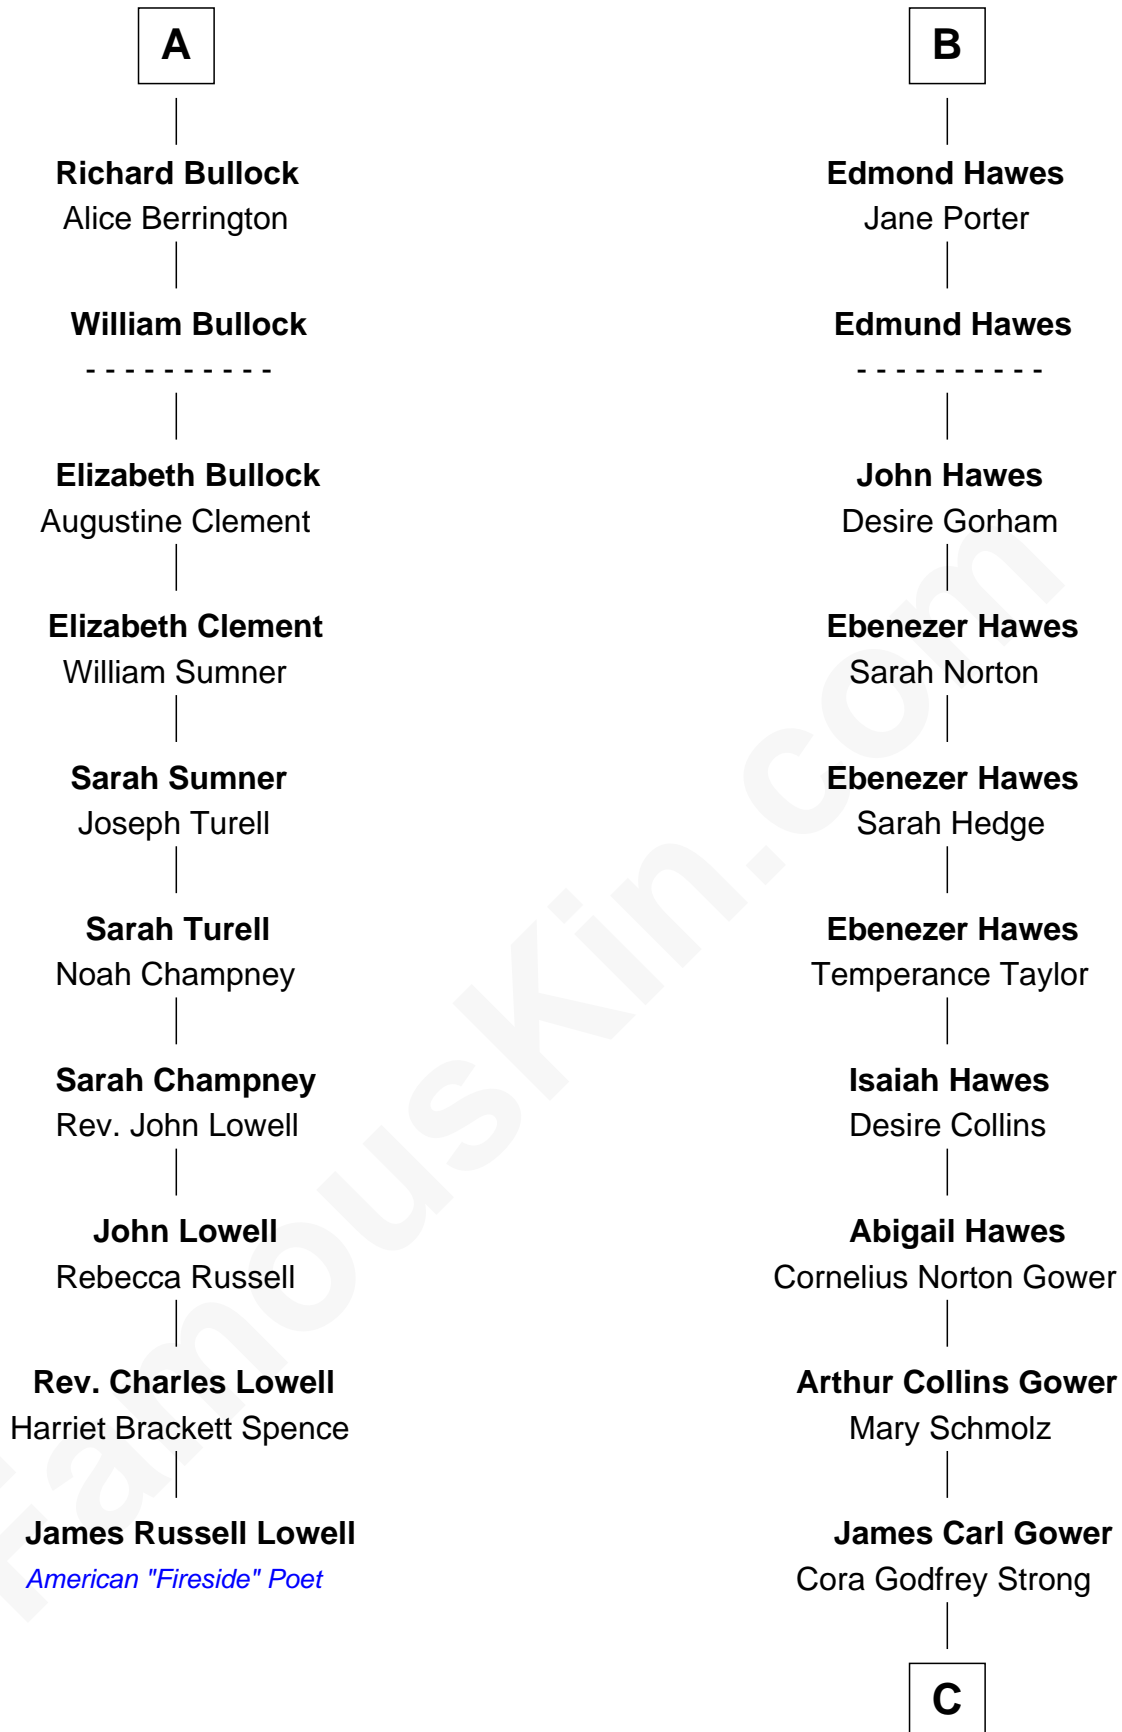 A
Richard Bullock
Alice Berrington
William Bullock
- - - - - - - - - -
Elizabeth Bullock
Augustine Clement
Elizabeth Clement
William Sumner
Sarah Sumner
Joseph Turell
Sarah Turell
Noah Champney
Sarah Champney
Rev. John Lowell
John Lowell
Rebecca Russell
Rev. Charles Lowell
Harriet Brackett Spence
James Russell Lowell
American "Fireside" Poet
B
Edmond Hawes
Jane Porter
Edmund Hawes
- - - - - - - - - -
John Hawes
Desire Gorham
Ebenezer Hawes
Sarah Norton
Ebenezer Hawes
Sarah Hedge
Ebenezer Hawes
Temperance Taylor
Isaiah Hawes
Desire Collins
Abigail Hawes
Cornelius Norton Gower
Arthur Collins Gower
Mary Schmolz
James Carl Gower
Cora Godfrey Strong
C
FamousKin.com